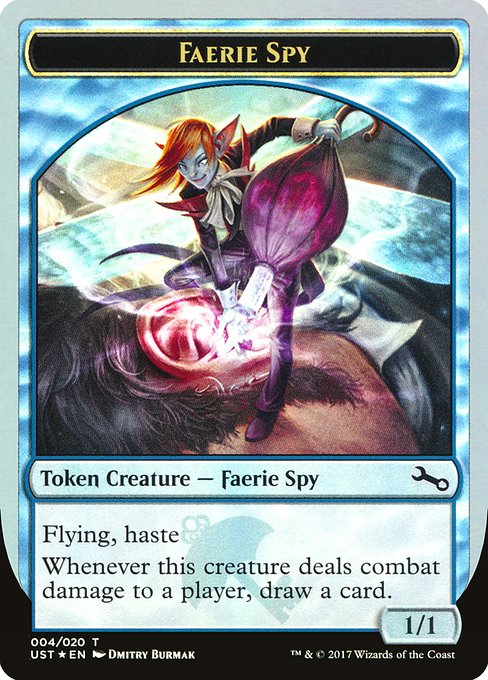 Faerie Spy
Token Creature — Faerie Spy
Flying, haste
Whenever this creature deals combat
damage to a player, draw a card.
1/1
004/020 T
UST ★ EN Dmitry Burmak
™ & © 2017 Wizards of the Coast